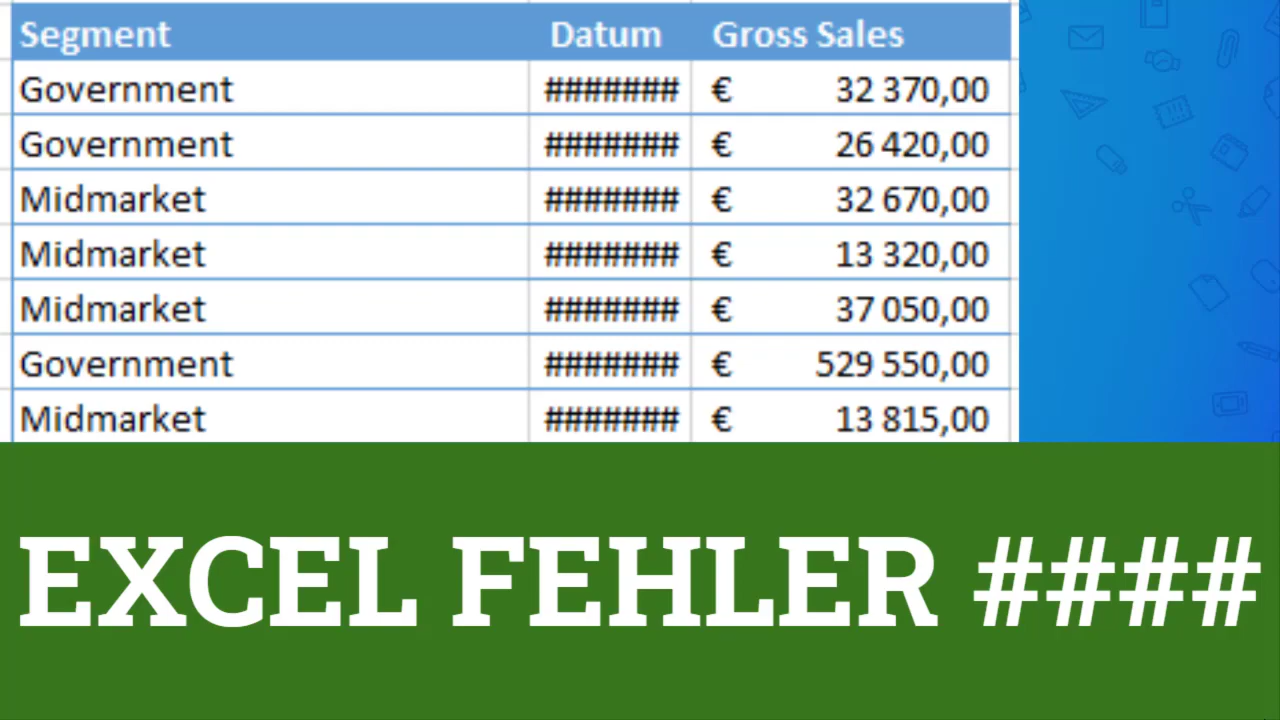 Segment Datum Gross Sales
Government ####### € 32 370,00
Government ####### € 26 420,00
Midmarket ####### € 32 670,00
Midmarket ####### € 13 320,00
Midmarket ####### € 37 050,00
Government ####### € 529 550,00
Midmarket ####### € 13 815,00
EXCEL FEHLER ####